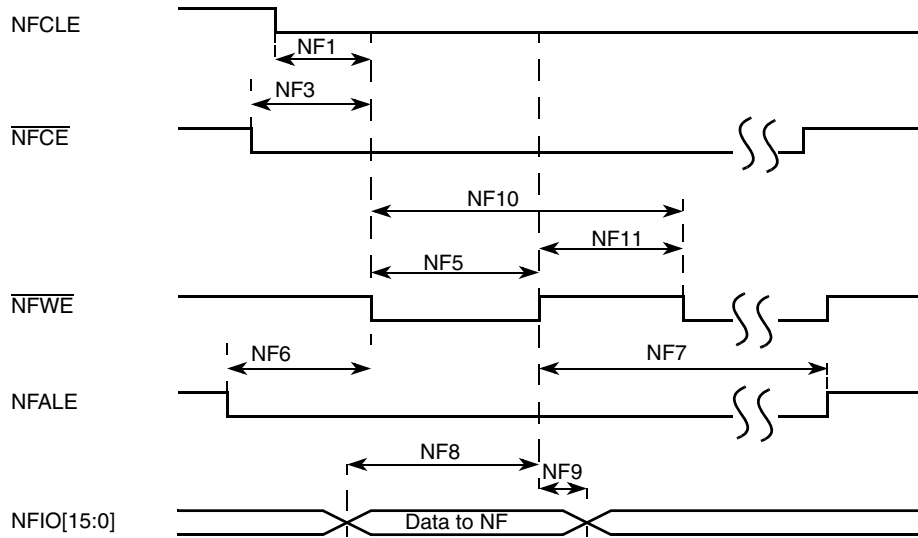 NFCLE
NF1
NF3
NFCE
NF10
NF11
NF5
NFWE
NF6
NF7
NFALE
NF8
NF9
NFIO[15:0]
Data to NF